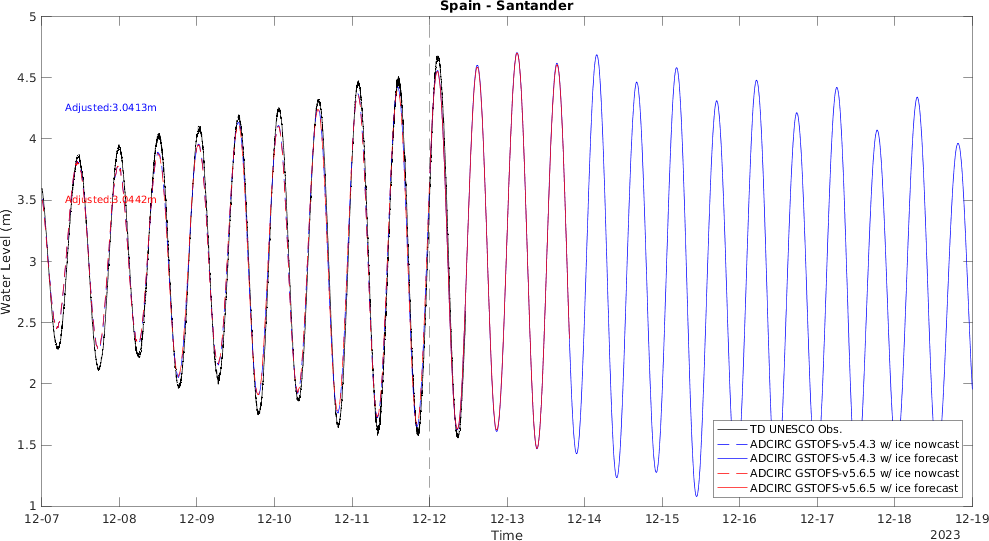 Spain - Santander
5
4.5
4
3.5
3
2.5
2
1.5
1
Water Level (m)
Adjusted:3.0413m
Adjusted:3.0442m
TD UNESCO Obs.
ADCIRC GSTOFS-v5.4.3 w/ ice nowcast
ADCIRC GSTOFS-v5.4.3 w/ ice forecast
ADCIRC GSTOFS-v5.6.5 w/ ice nowcast
ADCIRC GSTOFS-v5.6.5 w/ ice forecast
12-07 12-08 12-09 12-10 12-11 12-12 12-13 12-14 12-15 12-16 12-17 12-18 12-19
Time
2023